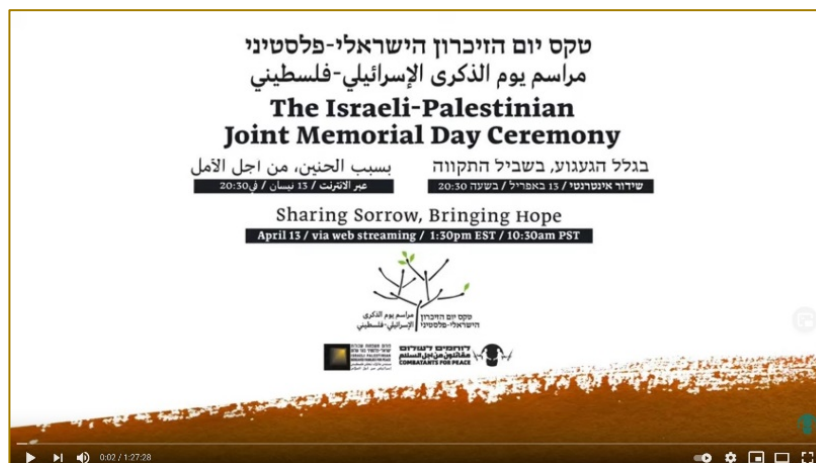 טקס יום הזיכרון הישראלי-פלסטיני
مراسم يوم الذكرى الإسرائيلي-فلسطيني
The Israeli-Palestinian
Joint Memorial Day Ceremony
בגלל הגעגוע, בשביל התקווה
שידור אינטרנטי / 13 באפריל / בשעה 20:30
بسبب الحنين، من اجل الأمل
عبر الانترنت / 13 نيسان / في 20:30
Sharing Sorrow, Bringing Hope
April 13 / via web streaming / 1:30pm EST / 10:30am PST
טקס יום הזיכרון
הישראלי-פלסטיני
مراسم يوم الذكرى
الإسرائيلي-فلسطيني
לוחמים לשלום
مقاتلون من اجل السلام
COMBATANTS FOR PEACE
0:02 / 1:27:28